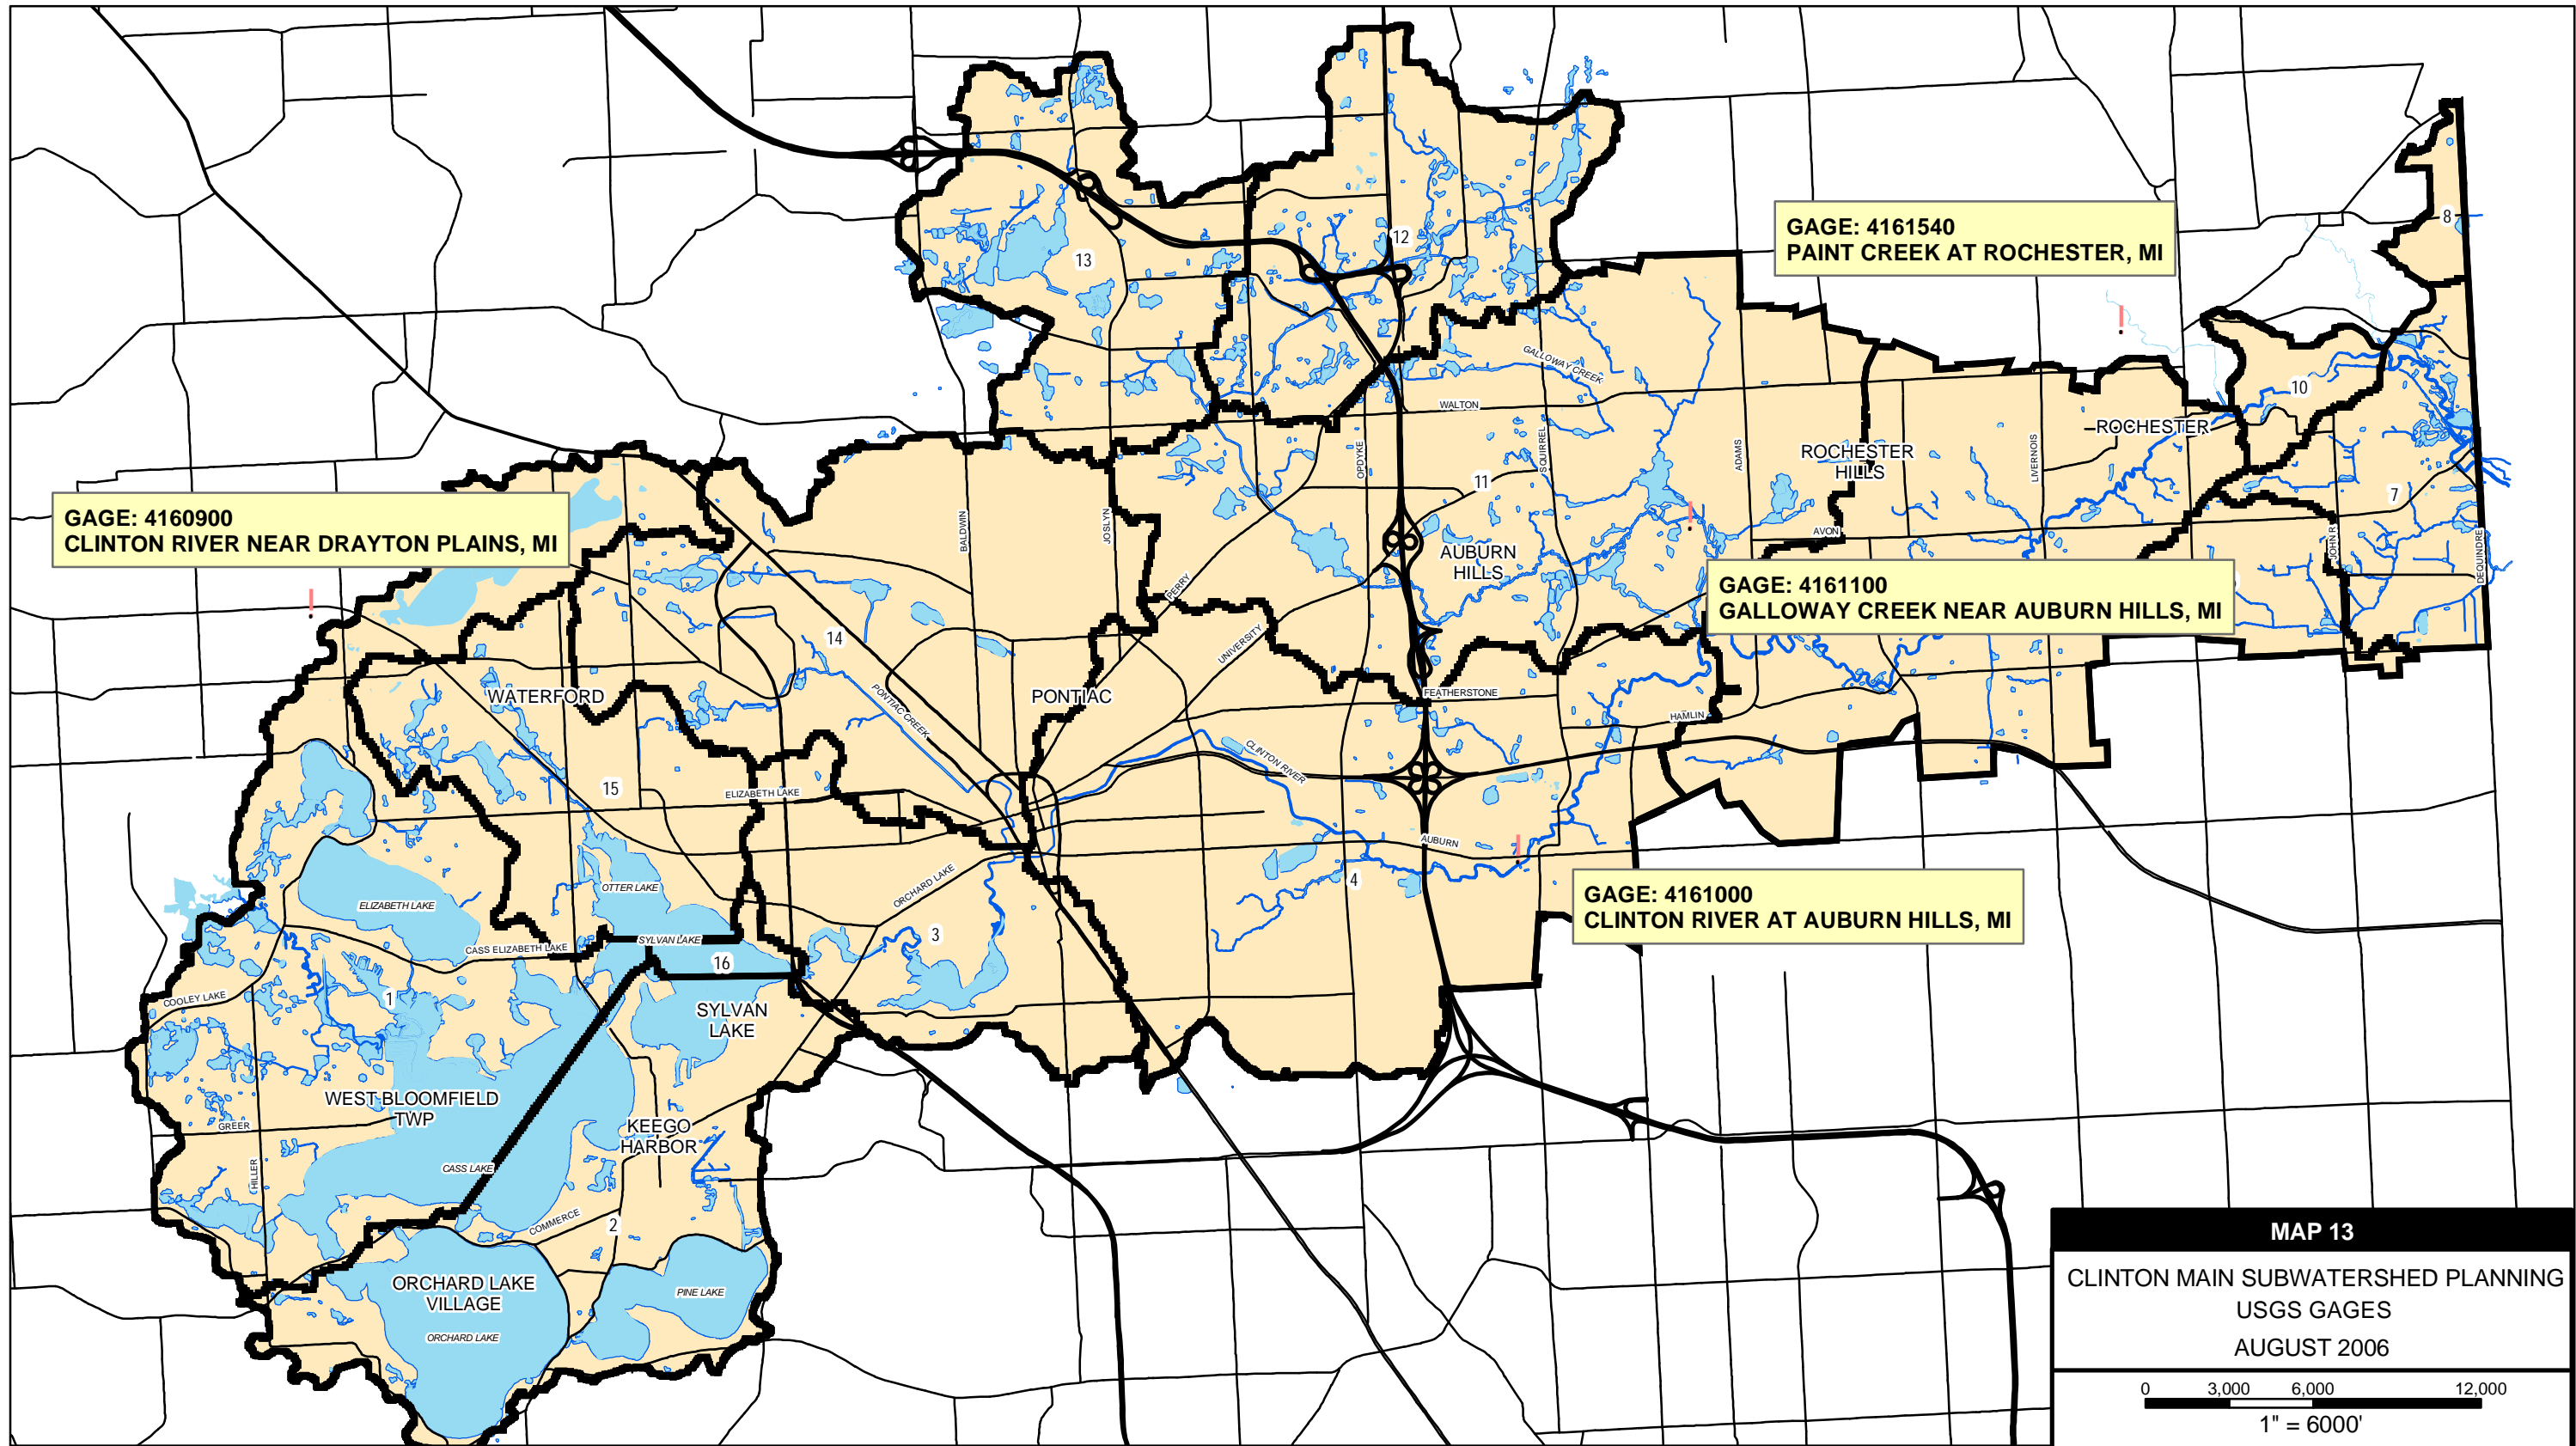 GAGE: 4161540
PAINT CREEK AT ROCHESTER, MI
8
12
13
GALLOWAY CREEK
WALTON
10
ROCHESTER
OPDYKE
SQUIRREL
ADAMS
ROCHESTER
HILLS
LIVERNOIS
11
7
GAGE: 4160900
CLINTON RIVER NEAR DRAYTON PLAINS, MI
BALDWIN
JOSLYN
AVON
JOHN R
DEQUINDRE
AUBURN
HILLS
PERRY
GAGE: 4161100
GALLOWAY CREEK NEAR AUBURN HILLS, MI
14
UNIVERSITY
WATERFORD
PONTIAC CREEK
PONTIAC
FEATHERSTONE
HAMLIN
CLINTON RIVER
15
ELIZABETH LAKE
AUBURN
4
OTTER LAKE
ORCHARD LAKE
ELIZABETH LAKE
GAGE: 4161000
CLINTON RIVER AT AUBURN HILLS, MI
3
CASS ELIZABETH LAKE
SYLVAN LAKE
16
COOLEY LAKE
1
SYLVAN
LAKE
WEST BLOOMFIELD
TWP
GREER
KEEGO
HARBOR
HILLER
CASS LAKE
COMMERCE
2
ORCHARD LAKE
VILLAGE
PINE LAKE
ORCHARD LAKE
MAP 13
CLINTON MAIN SUBWATERSHED PLANNING
USGS GAGES
AUGUST 2006
0 3,000 6,000 12,000
1" = 6000'